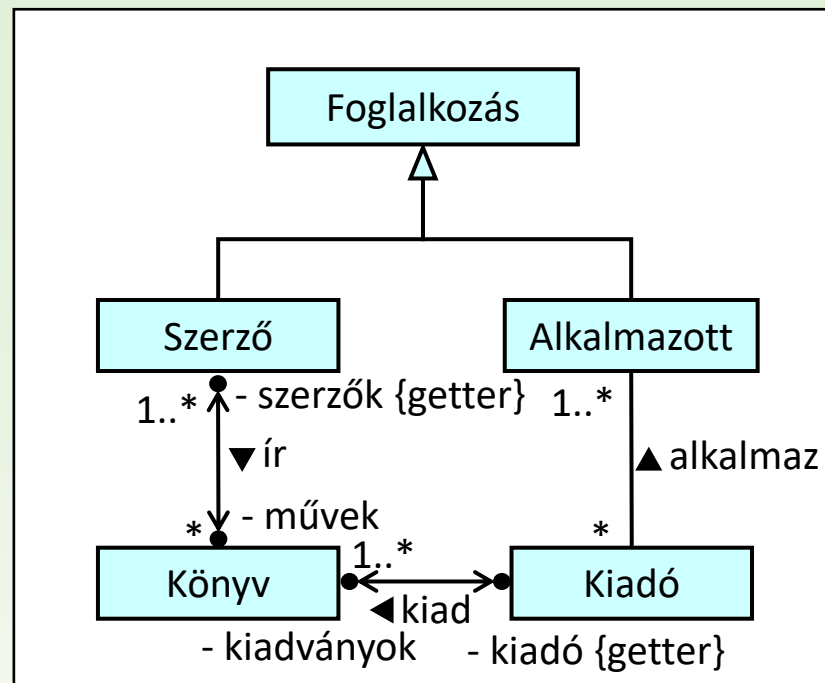 Foglalkozás
Szerző
Alkalmazott
1..*
- szerzők {getter}
1..*
▼ ír
▲ alkalmaz
*
- művek
1..*
*
Könyv
Kiadó
◀ kiad
- kiadványok
- kiadó {getter}